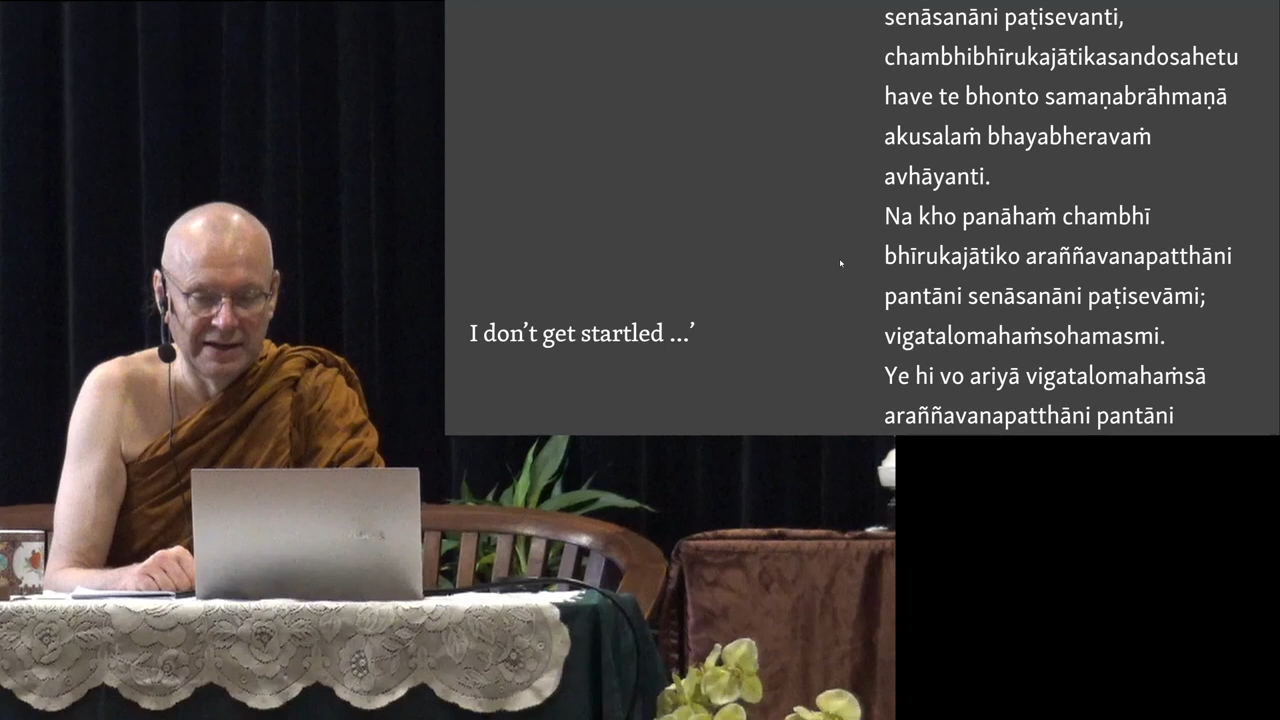 I don’t get startled …’
senāsanāni paṭisevanti,
chambhibhīrukajātikasandosahetu
have te bhonto samaṇabrāhmaṇā
akusalaṁ bhayabheravaṁ
avhāyanti.
Na kho panāhaṁ chambhī
bhīrukajātiko araññavanapatthāni
pantāni senāsanāni paṭisevāmi;
vigatalomahaṁsohamasmi.
Ye hi vo ariyā vigatalomahaṁsā
araññavanapatthāni pantāni